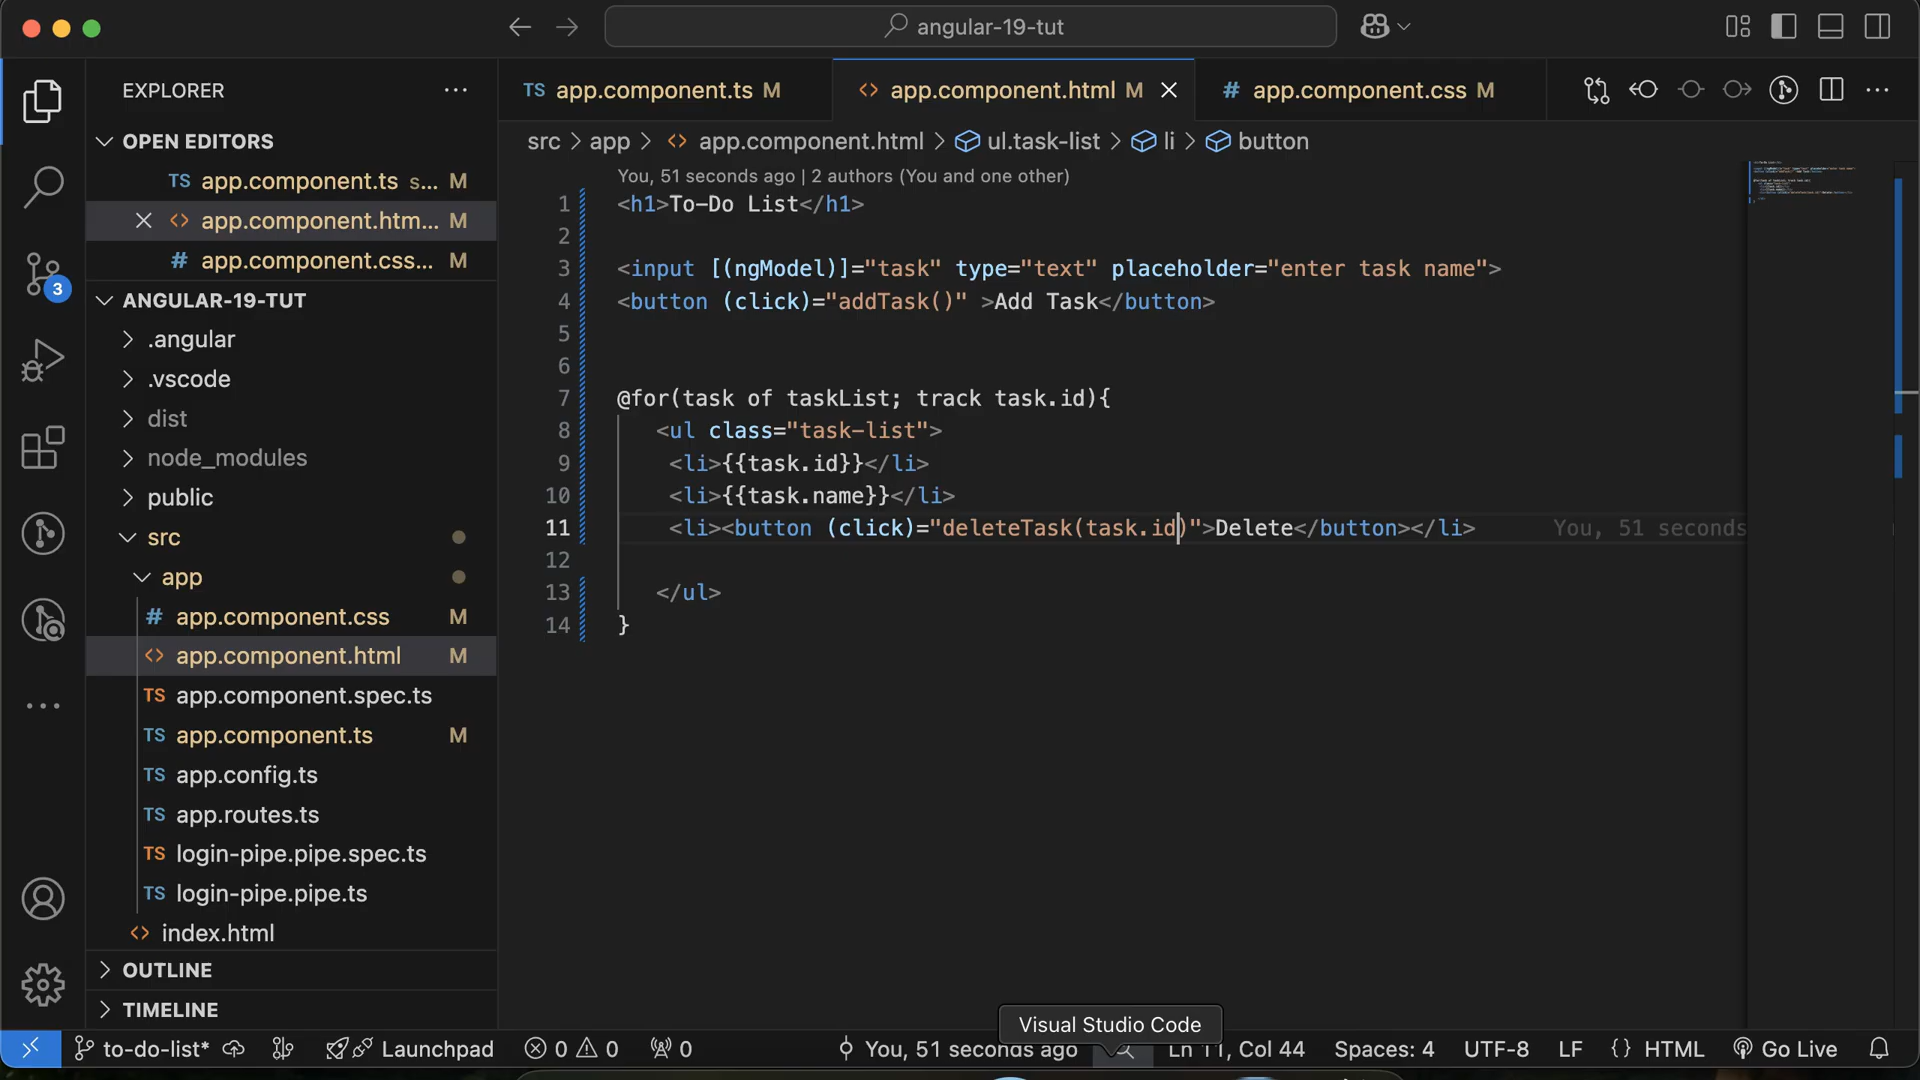 angular-19-tut
EXPLORER
TS app.component.ts M
<> app.component.html M
# app.component.css M
OPEN EDITORS
TS app.component.ts s... M
<> app.component.htm... M
# app.component.css... M
src > app > <> app.component.html > ul.task-list > li > button
You, 51 seconds ago | 2 authors (You and one other)
1 <h1>To-Do List</h1>
2
3 <input [(ngModel)]="task" type="text" placeholder="enter task name">
4 <button (click)="addTask()" >Add Task</button>
5
6
7 @for(task of taskList; track task.id){
8 <ul class="task-list">
9 <li>{{task.id}}</li>
10 <li>{{task.name}}</li>
11 <li><button (click)="deleteTask(task.id)">Delete</button></li> You, 51 seconds
12
13 </ul>
14 }
3
ANGULAR-19-TUT
.angular
.vscode
dist
node_modules
public
src
app
# app.component.css M
<> app.component.html M
TS app.component.spec.ts
TS app.component.ts M
TS app.config.ts
TS app.routes.ts
TS login-pipe.pipe.spec.ts
TS login-pipe.pipe.ts
<> index.html
OUTLINE
TIMELINE
Visual Studio Code
to-do-list* Launchpad 0 0 0 You, 51 seconds ago Ln 11, Col 44 Spaces: 4 UTF-8 LF {} HTML Go Live